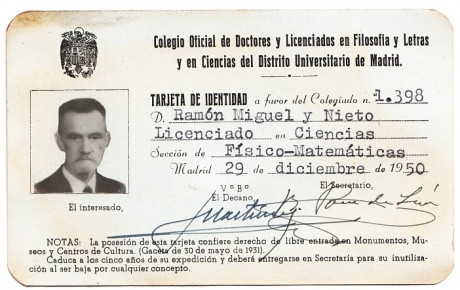 Colegio Oficial de Doctores y Licenciados en Filosofía y Letras
y en Ciencias del Distrito Universitario de Madrid.
TARJETA DE IDENTIDAD a favor del Colegiado n.º 1.398
D. Ramón Miguel y Nieto
Licenciado en Ciencias
Sección de Físico-Matemáticas
Madrid 29 de diciembre de 1950
V.º B.º
El Decano,
El Secretario,
El interesado,
NOTAS: La posesión de esta tarjeta confiere derecho de libre entrada en Monumentos, Mu-
seos y Centros de Cultura. (Gaceta de 30 de mayo de 1931).
Caduca a los cinco años de su expedición y deberá entregarse en Secretaría para su inutiliza-
ción al ser baja por cualquier concepto.